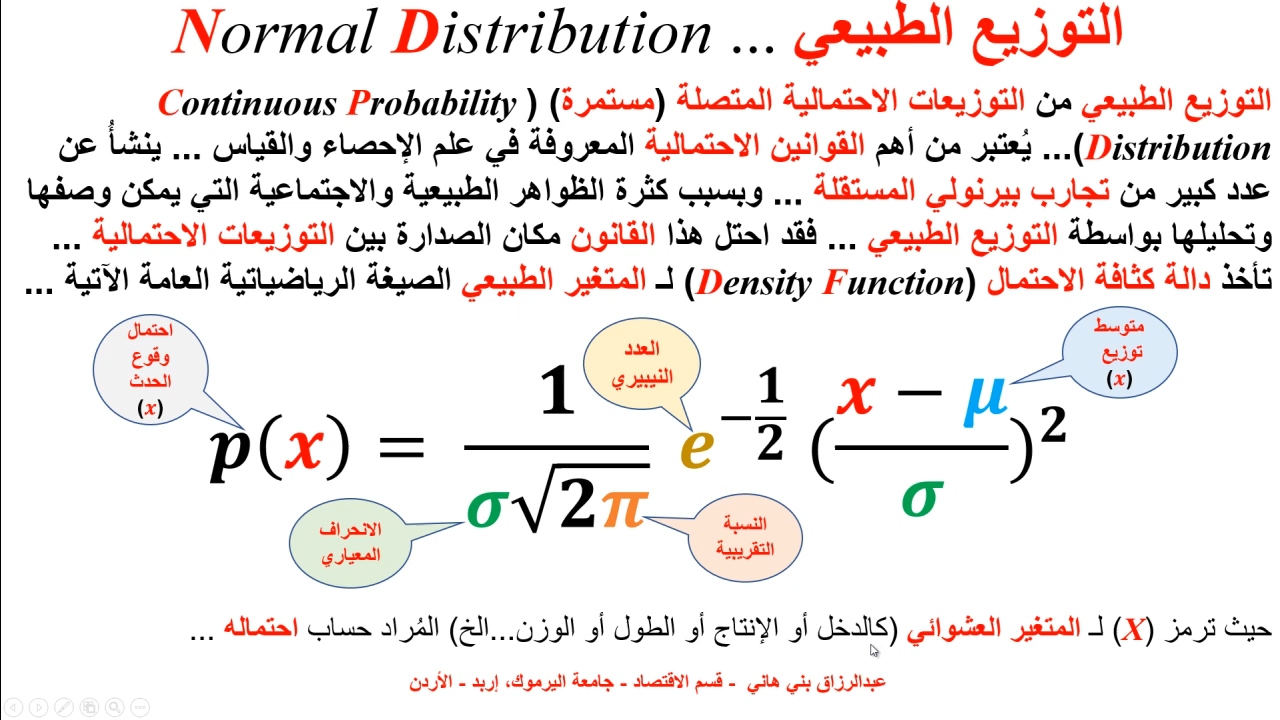 التوزيع الطبيعي ... Normal Distribution
التوزيع الطبيعي من التوزيعات الاحتمالية المتصلة (مستمرة) ( Continuous Probability
Distribution)... يُعتبر من أهم القوانين الاحتمالية المعروفة في علم الإحصاء والقياس ... ينشأُ عن
عدد كبير من تجارب بيرنولي المستقلة ... وبسبب كثرة الظواهر الطبيعية والاجتماعية التي يمكن وصفها
وتحليلها بواسطة التوزيع الطبيعي ... فقد احتل هذا القانون مكان الصدارة بين التوزيعات الاحتمالية ...
تأخذ دالة كثافة الاحتمال (Density Function) لـ المتغير الطبيعي الصيغة الرياضياتية العامة الآتية ...
متوسط
توزيع
(x)
العدد
النيبيري
احتمال
وقوع
الحدث
(x)
p(x) = 1/(σ√2π) e^−1/2 ((x − μ)/σ)^2
النسبة
التقريبية
الانحراف
المعياري
حيث ترمز (X) لـ المتغير العشوائي (كالدخل أو الإنتاج أو الطول أو الوزن...الخ) المُراد حساب احتماله ...
عبدالرزاق بني هاني - قسم الاقتصاد - جامعة اليرموك، إربد - الأردن